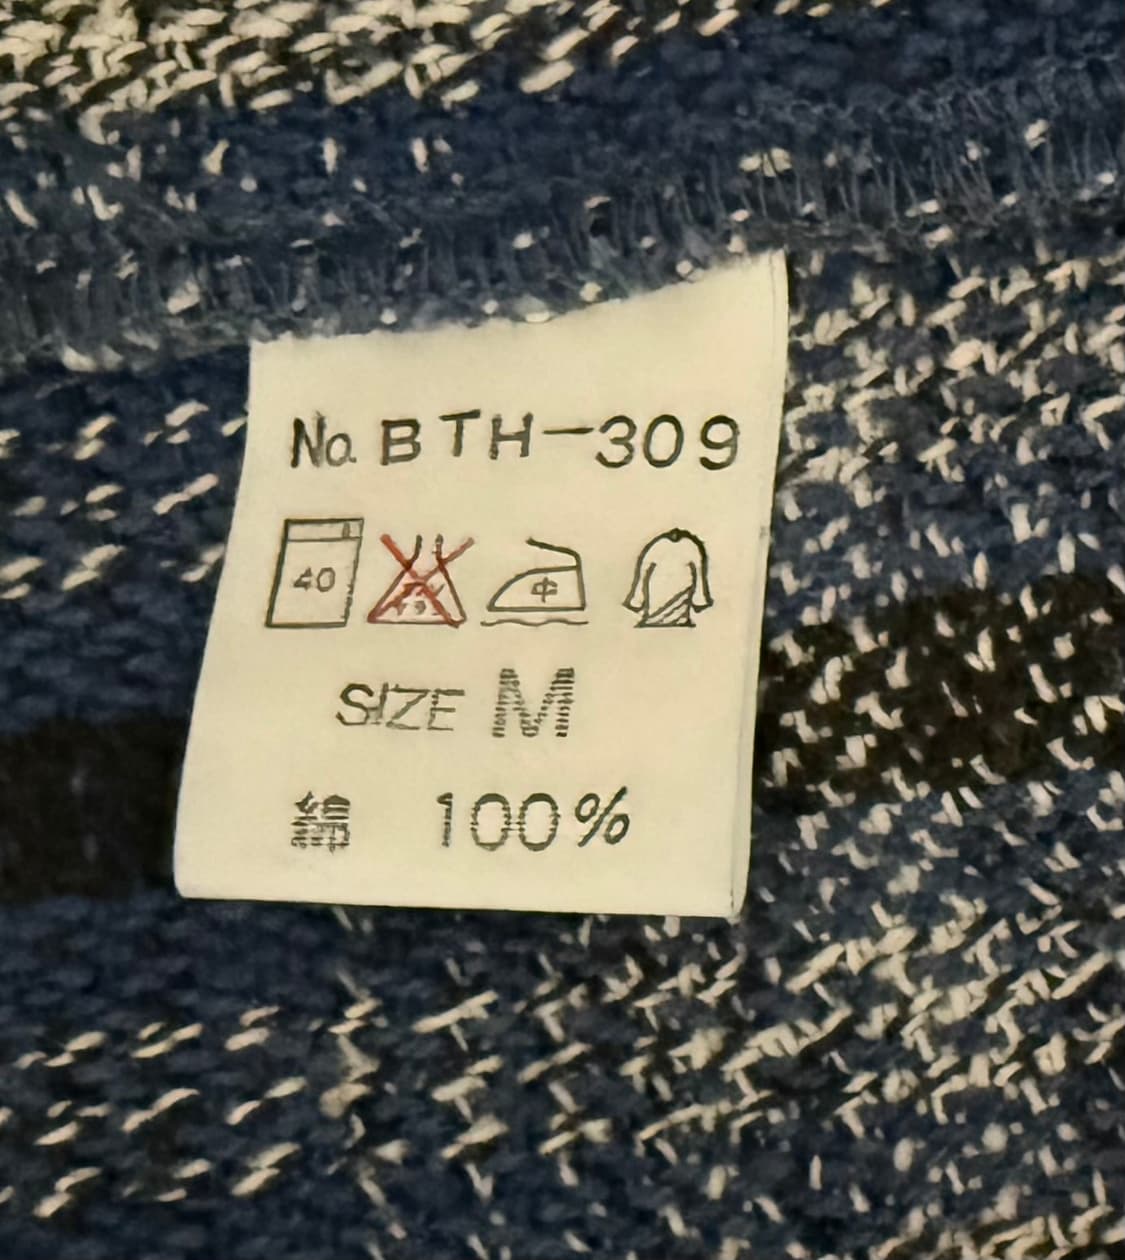 No. BTH-309
40 中
SIZE M
綿 100%